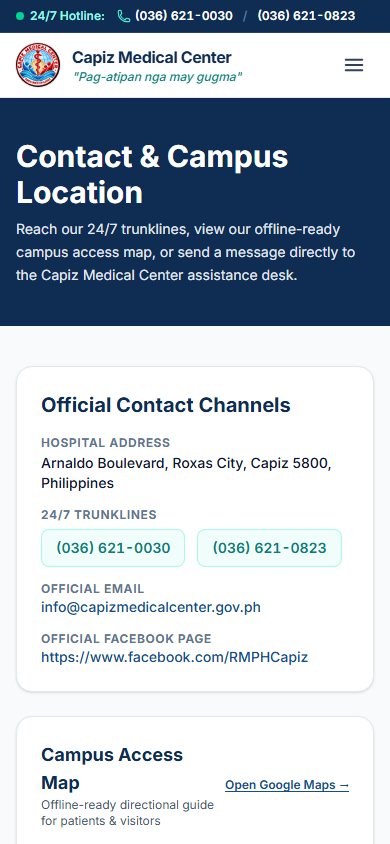 24/7 Hotline: (036) 621-0030 / (036) 621-0823
Capiz Medical Center
"Pag-atipan nga may gugma"
Contact & Campus
Location
Reach our 24/7 trunklines, view our offline-ready
campus access map, or send a message directly to
the Capiz Medical Center assistance desk.
Official Contact Channels
HOSPITAL ADDRESS
Arnaldo Boulevard, Roxas City, Capiz 5800,
Philippines
24/7 TRUNKLINES
(036) 621-0030 (036) 621-0823
OFFICIAL EMAIL
info@capizmedicalcenter.gov.ph
OFFICIAL FACEBOOK PAGE
https://www.facebook.com/RMPHCapiz
Campus Access
Map
Open Google Maps →
Offline-ready directional guide
for patients & visitors